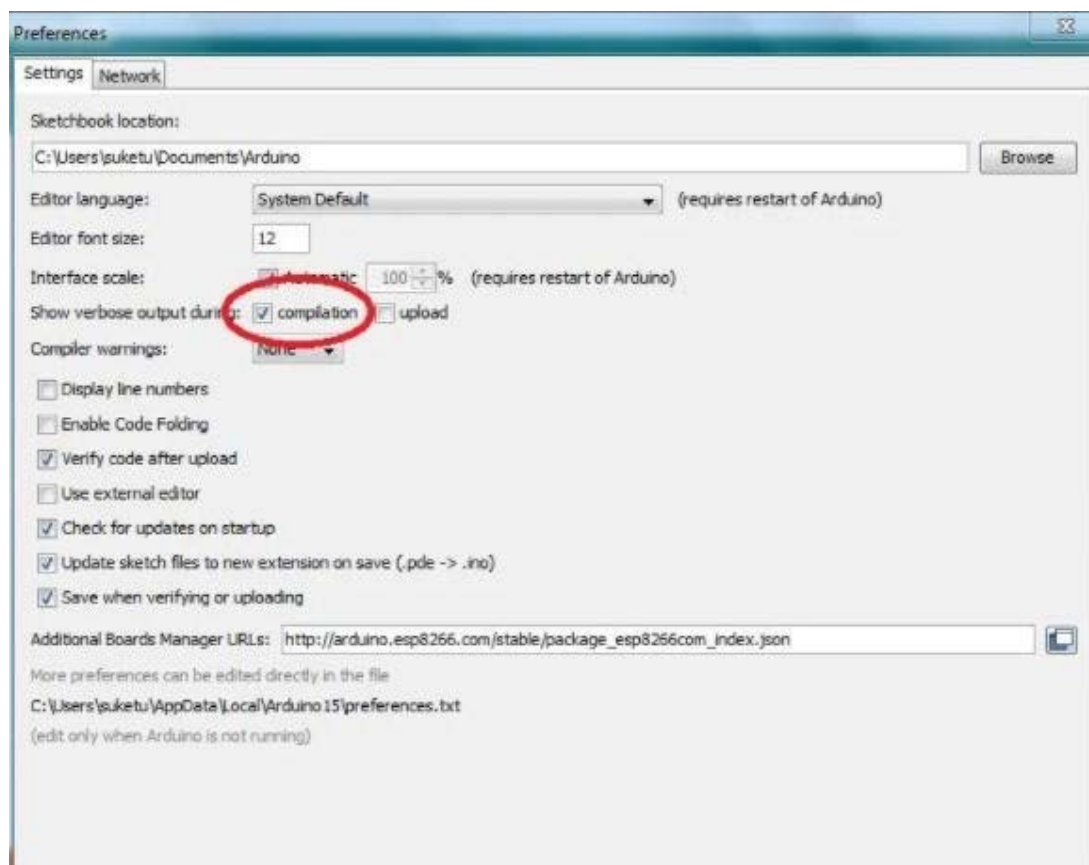 Preferences
Settings Network
Sketchbook location:
C:\Users\suketu\Documents\Arduino Browse
Editor language: System Default (requires restart of Arduino)
Editor font size: 12
Interface scale: Automatic 100 % (requires restart of Arduino)
Show verbose output during: compilation upload
Compiler warnings: None
Display line numbers
Enable Code Folding
Verify code after upload
Use external editor
Check for updates on startup
Update sketch files to new extension on save (.pde -> .ino)
Save when verifying or uploading
Additional Boards Manager URLs: http://arduino.esp8266.com/stable/package_esp8266com_index.json
More preferences can be edited directly in the file
C:\Users\suketu\AppData\Local\Arduino15\preferences.txt
(edit only when Arduino is not running)